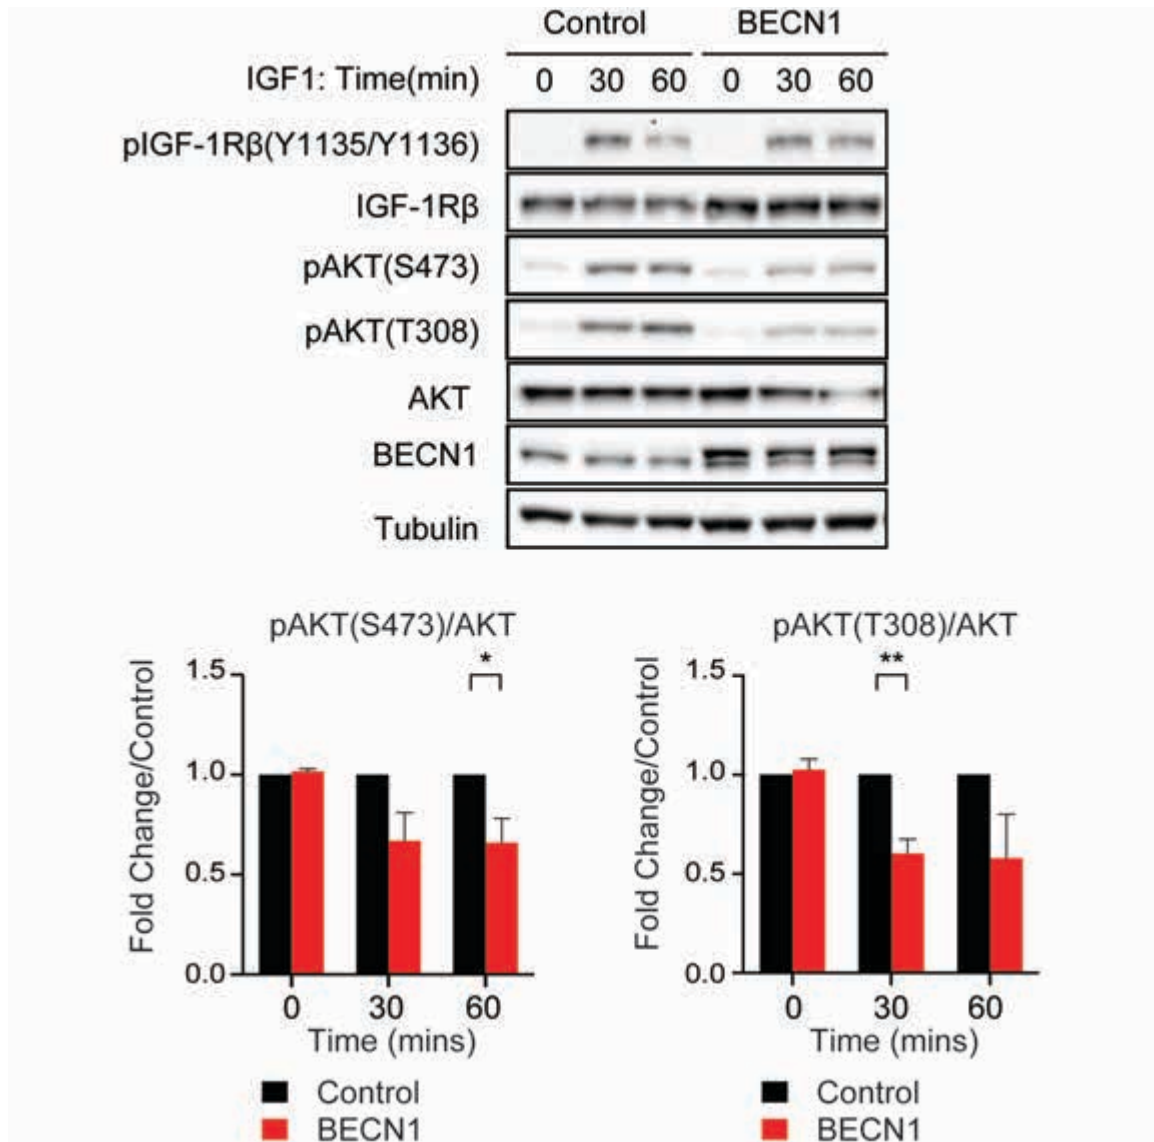 Control BECN1
IGF1: Time(min) 0 30 60 0 30 60
pIGF-1Rβ(Y1135/Y1136)
IGF-1Rβ
pAKT(S473)
pAKT(T308)
AKT
BECN1
Tubulin
pAKT(S473)/AKT
Fold Change/Control
1.5
1.0
0.5
0.0
*
0 30 60
Time (mins)
Control
BECN1
pAKT(T308)/AKT
Fold Change/Control
1.5
1.0
0.5
0.0
**
0 30 60
Time (mins)
Control
BECN1